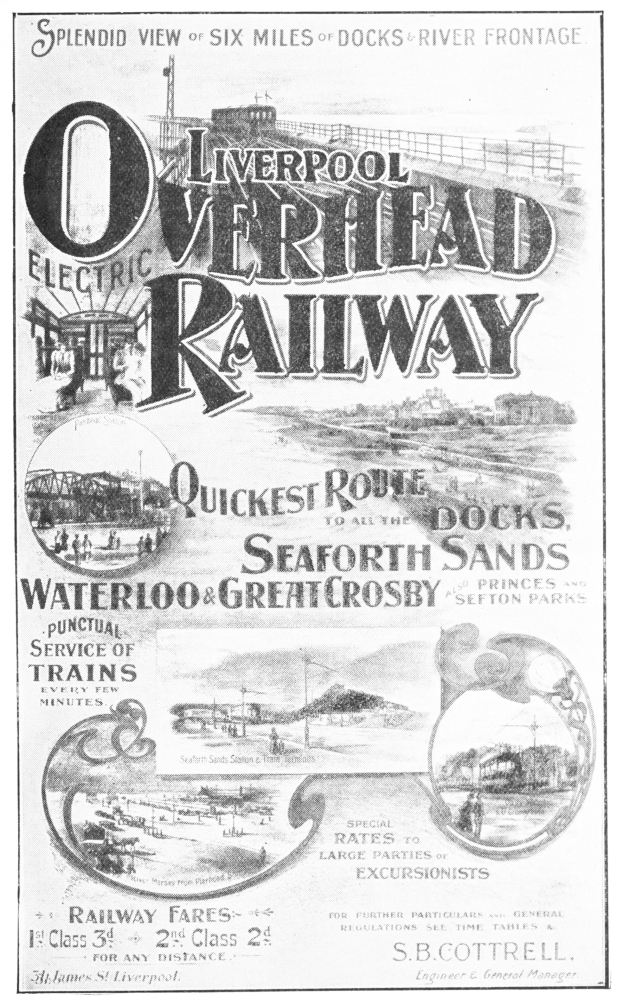 SPLENDID VIEW OF SIX MILES OF DOCKS & RIVER FRONTAGE.
LIVERPOOL
OVERHEAD
ELECTRIC
RAILWAY
QUICKEST ROUTE
TO ALL THE DOCKS,
SEAFORTH SANDS
WATERLOO & GREAT CROSBY ALSO PRINCES AND
SEFTON PARKS
PUNCTUAL
SERVICE OF
TRAINS
EVERY FEW
MINUTES.
Seaforth Sands Station & Tram Terminus
River Mersey from
SPECIAL
RATES TO
LARGE PARTIES OF
EXCURSIONISTS
RAILWAY FARES:-
1st Class 3d 2nd Class 2d
FOR ANY DISTANCE.
James St Liverpool.
FOR FURTHER PARTICULARS AND GENERAL
REGULATIONS SEE TIME TABLES &c
S.B. COTTRELL,
Engineer & General Manager.